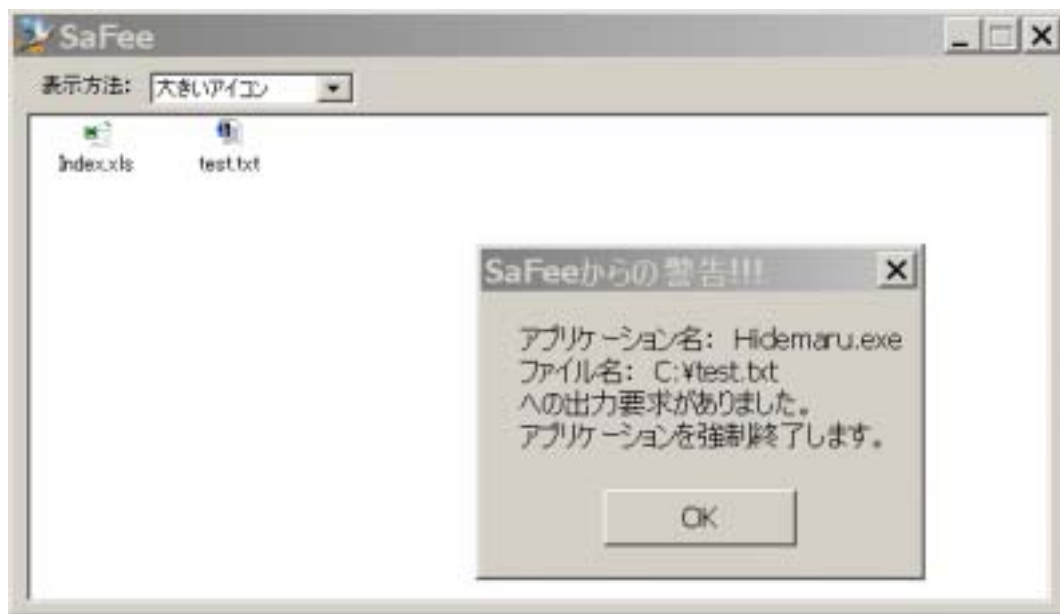 SaFee
表示方法: 大きいアイコン
Index.xls test.txt
SaFeeからの警告!!!
アプリケーション名: Hidemaru.exe
ファイル名: C:¥test.txt
への出力要求がありました。
アプリケーションを強制終了します。
OK